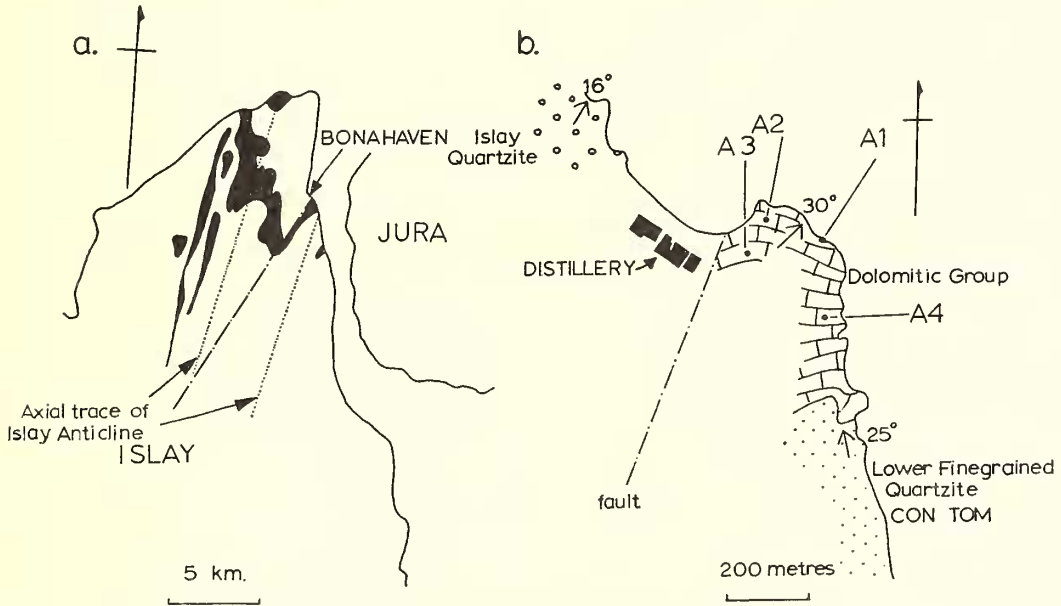 a.
BONAHAVEN
JURA
Axial trace of
Islay Anticline
ISLAY
5 km.
b.
16°
Islay
Quartzite
A3
A2
A1
30°
DISTILLERY
Dolomitic Group
A4
25°
Lower Finegrained
Quartzite
CON TOM
fault
200 metres